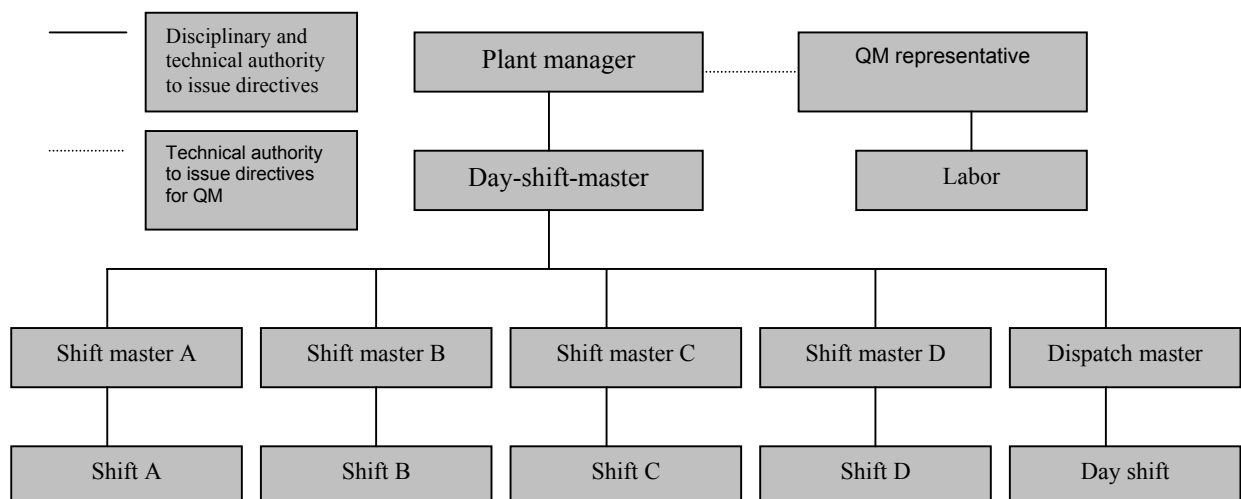 Disciplinary and
technical authority
to issue directives
Plant manager
QM representative
Technical authority
to issue directives
for QM
Day-shift-master
Labor
Shift master A
Shift master B
Shift master C
Shift master D
Dispatch master
Shift A
Shift B
Shift C
Shift D
Day shift